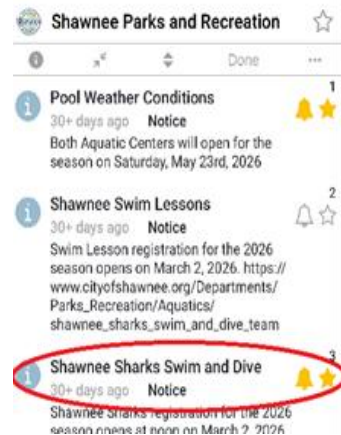 Shawnee Parks and Recreation
Done
...
1
Pool Weather Conditions
30+ days ago Notice
Both Aquatic Centers will open for the
season on Saturday, May 23rd, 2026
2
Shawnee Swim Lessons
30+ days ago Notice
Swim Lesson registration for the 2026
season opens on March 2, 2026. https://
www.cityofshawnee.org/Departments/
Parks_Recreation/Aquatics/
shawnee_sharks_swim_and_dive_team
3
Shawnee Sharks Swim and Dive
30+ days ago Notice
Shawnee Sharks registration for the 2026
season opens at noon on March 2, 2026